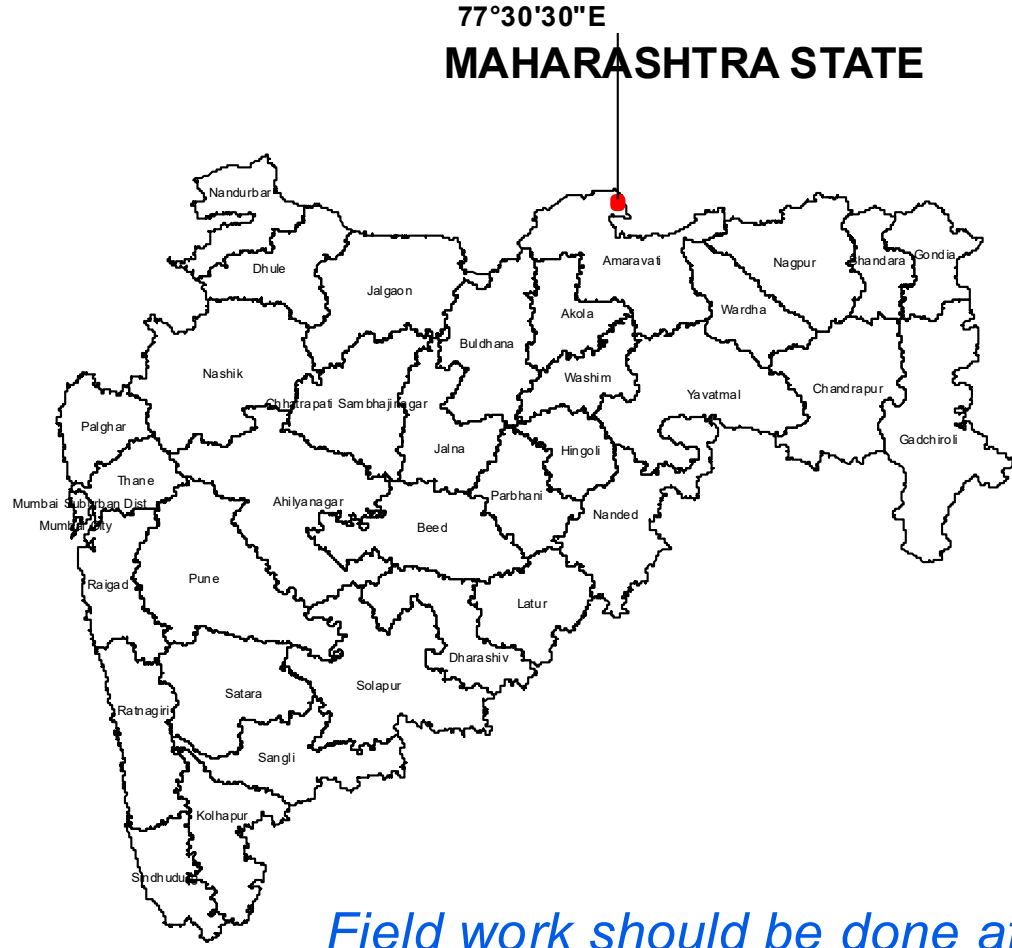 77°30'30"E
MAHARASHTRA STATE
Nandurbar
Dhule
Jalgaon
Amaravati
Nagpur
Bhandara
Gondia
Akola
Wardha
Buldhana
Nashik
Washim
Chhatrapati Sambhajinagar
Yavatmal
Chandrapur
Palghar
Jalna
Hingoli
Gadchiroli
Thane
Ahilyanagar
Parbhani
Mumbai Suburban Dist
Mumbai City
Beed
Nanded
Raigad
Pune
Latur
Dharashiv
Solapur
Satara
Ratnagiri
Sangli
Kolhapur
Sindhudurg
Field work should be done at